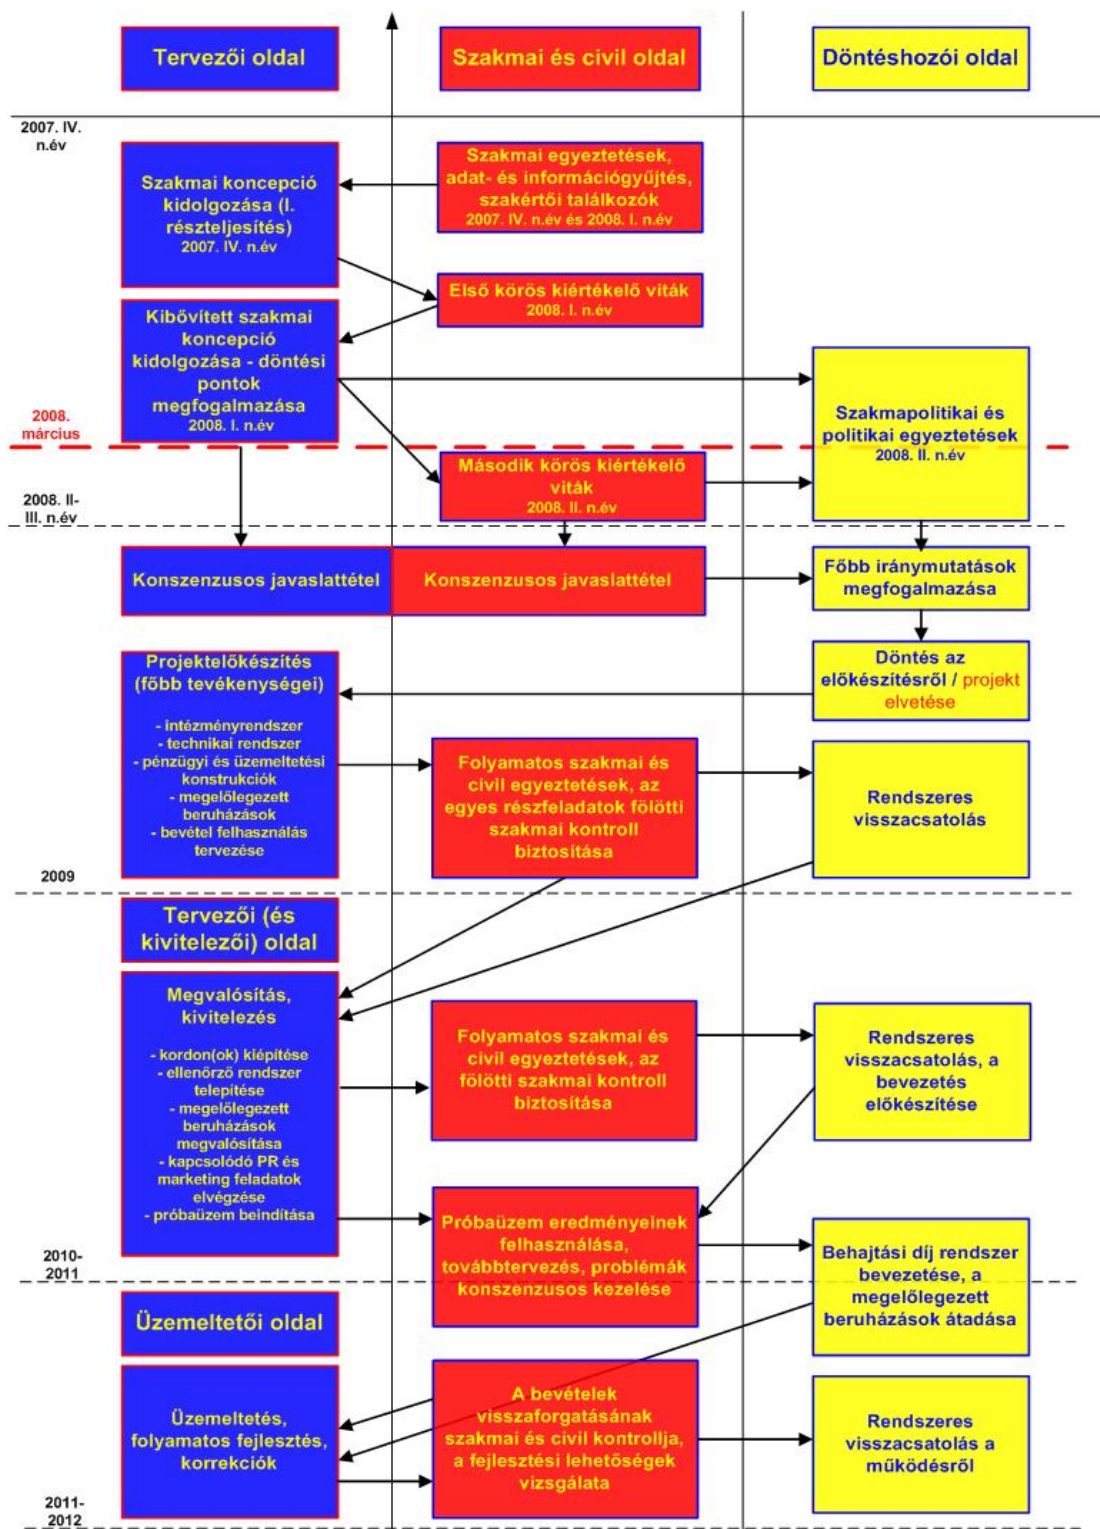 Tervezői oldal
Szakmai és civil oldal
Döntéshozói oldal
2007. IV.
n.év
Szakmai koncepció
kidolgozása (I.
részteljesítés)
2007. IV. n.év
Szakmai egyeztetések,
adat- és információgyűjtés,
szakértői találkozók
2007. IV. n.év és 2008. I. n.év
Első körös kiértékelő viták
2008. I. n.év
Kibővített szakmai
koncepció
kidolgozása - döntési
pontok
megfogalmazása
2008. I. n.év
Szakmapolitikai és
politikai egyeztetések
2008. II. n.év
2008.
március
Második körös kiértékelő
viták
2008. II. n.év
2008. II-
III. n.év
Konszenzusos javaslattétel
Konszenzusos javaslattétel
Főbb iránymutatások
megfogalmazása
Döntés az
előkészítésről / projekt
elvetése
Projektelőkészítés
(főbb tevékenységei)
- intézményrendszer
- technikai rendszer
- pénzügyi és üzemeltetési
konstrukciók
- megelőlegezett
beruházások
- bevétel felhasználás
tervezése
Folyamatos szakmai és
civil egyeztetések, az
egyes részfeladatok fölötti
szakmai kontroll
biztosítása
Rendszeres
visszacsatolás
2009
Tervezői (és
kivitelezői) oldal
Megvalósítás,
kivitelezés
- kordon(ok) kiépítése
- ellenőrző rendszer
telepítése
- megelőlegezett
beruházások
megvalósítása
- kapcsolódó PR és
marketing feladatok
elvégzése
- próbaüzem beindítása
Folyamatos szakmai és
civil egyeztetések, az
fölötti szakmai kontroll
biztosítása
Rendszeres
visszacsatolás, a
bevezetés
előkészítése
Próbaüzem eredményeinek
felhasználása,
továbbtervezés, problémák
konszenzusos kezelése
Behajtási díj rendszer
bevezetése, a
megelőlegezett
beruházások átadása
2010-
2011
Üzemeltetői oldal
Üzemeltetés,
folyamatos fejlesztés,
korrekciók
A bevételek
visszaforgatásának
szakmai és civil kontrollja,
a fejlesztési lehetőségek
vizsgálata
Rendszeres
visszacsatolás a
működésről
2011-
2012